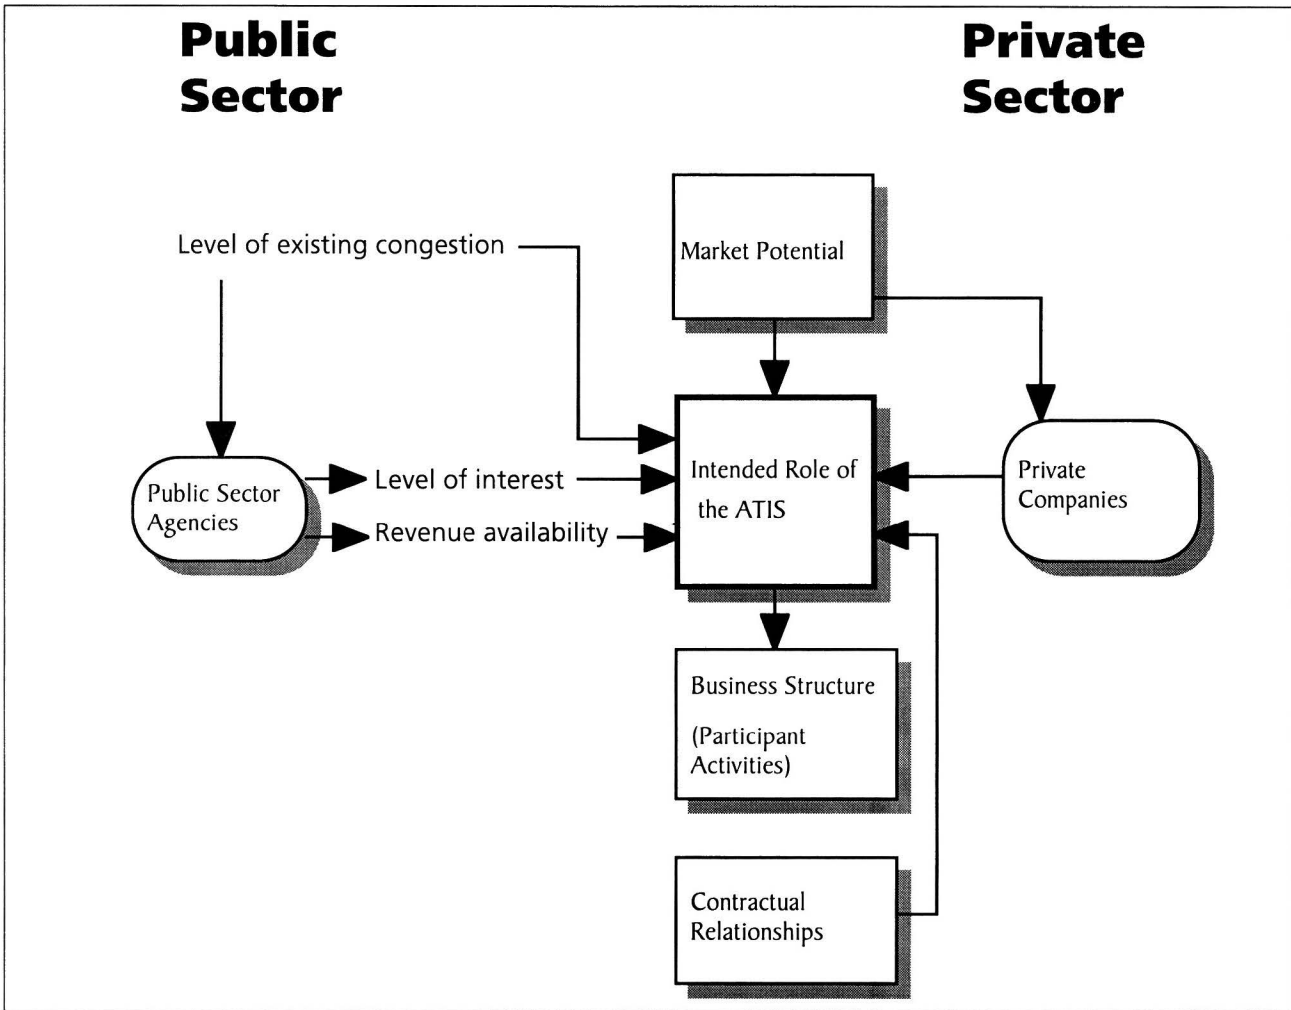 Public
Sector
Private
Sector
Market Potential
Level of existing congestion
Intended Role of
the ATIS
Level of interest
Revenue availability
Public Sector
Agencies
Private
Companies
Business Structure
(Participant
Activities)
Contractual
Relationships